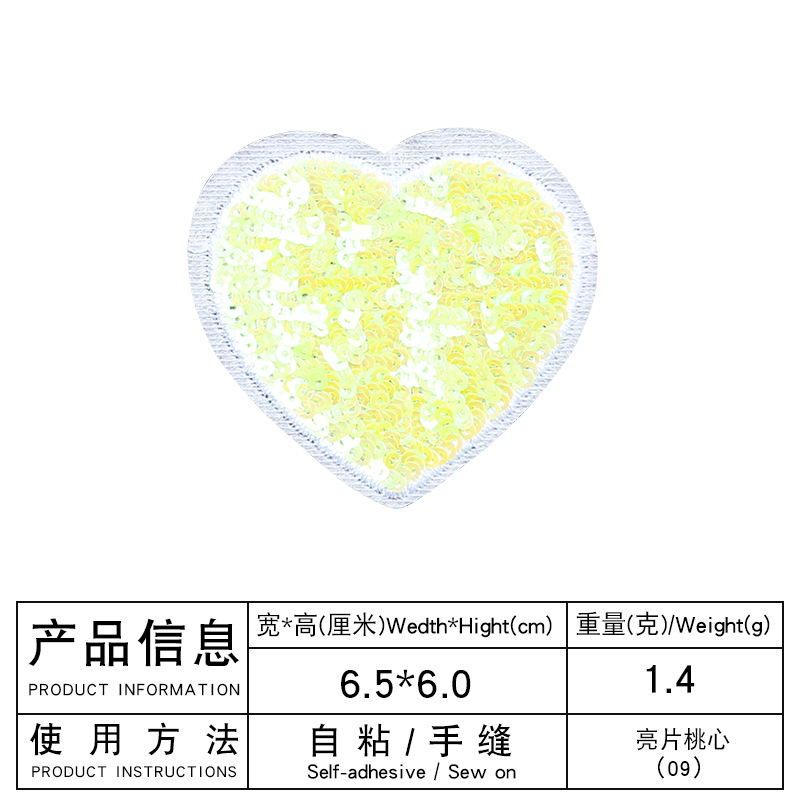 产品信息
PRODUCT INFORMATION
宽*高(厘米)Wedth*Hight(cm)
重量(克)/Weight(g)
6.5*6.0
1.4
使用方法
PRODUCT INSTRUCTIONS
自粘/手缝
Self-adhesive / Sew on
亮片桃心
(09)